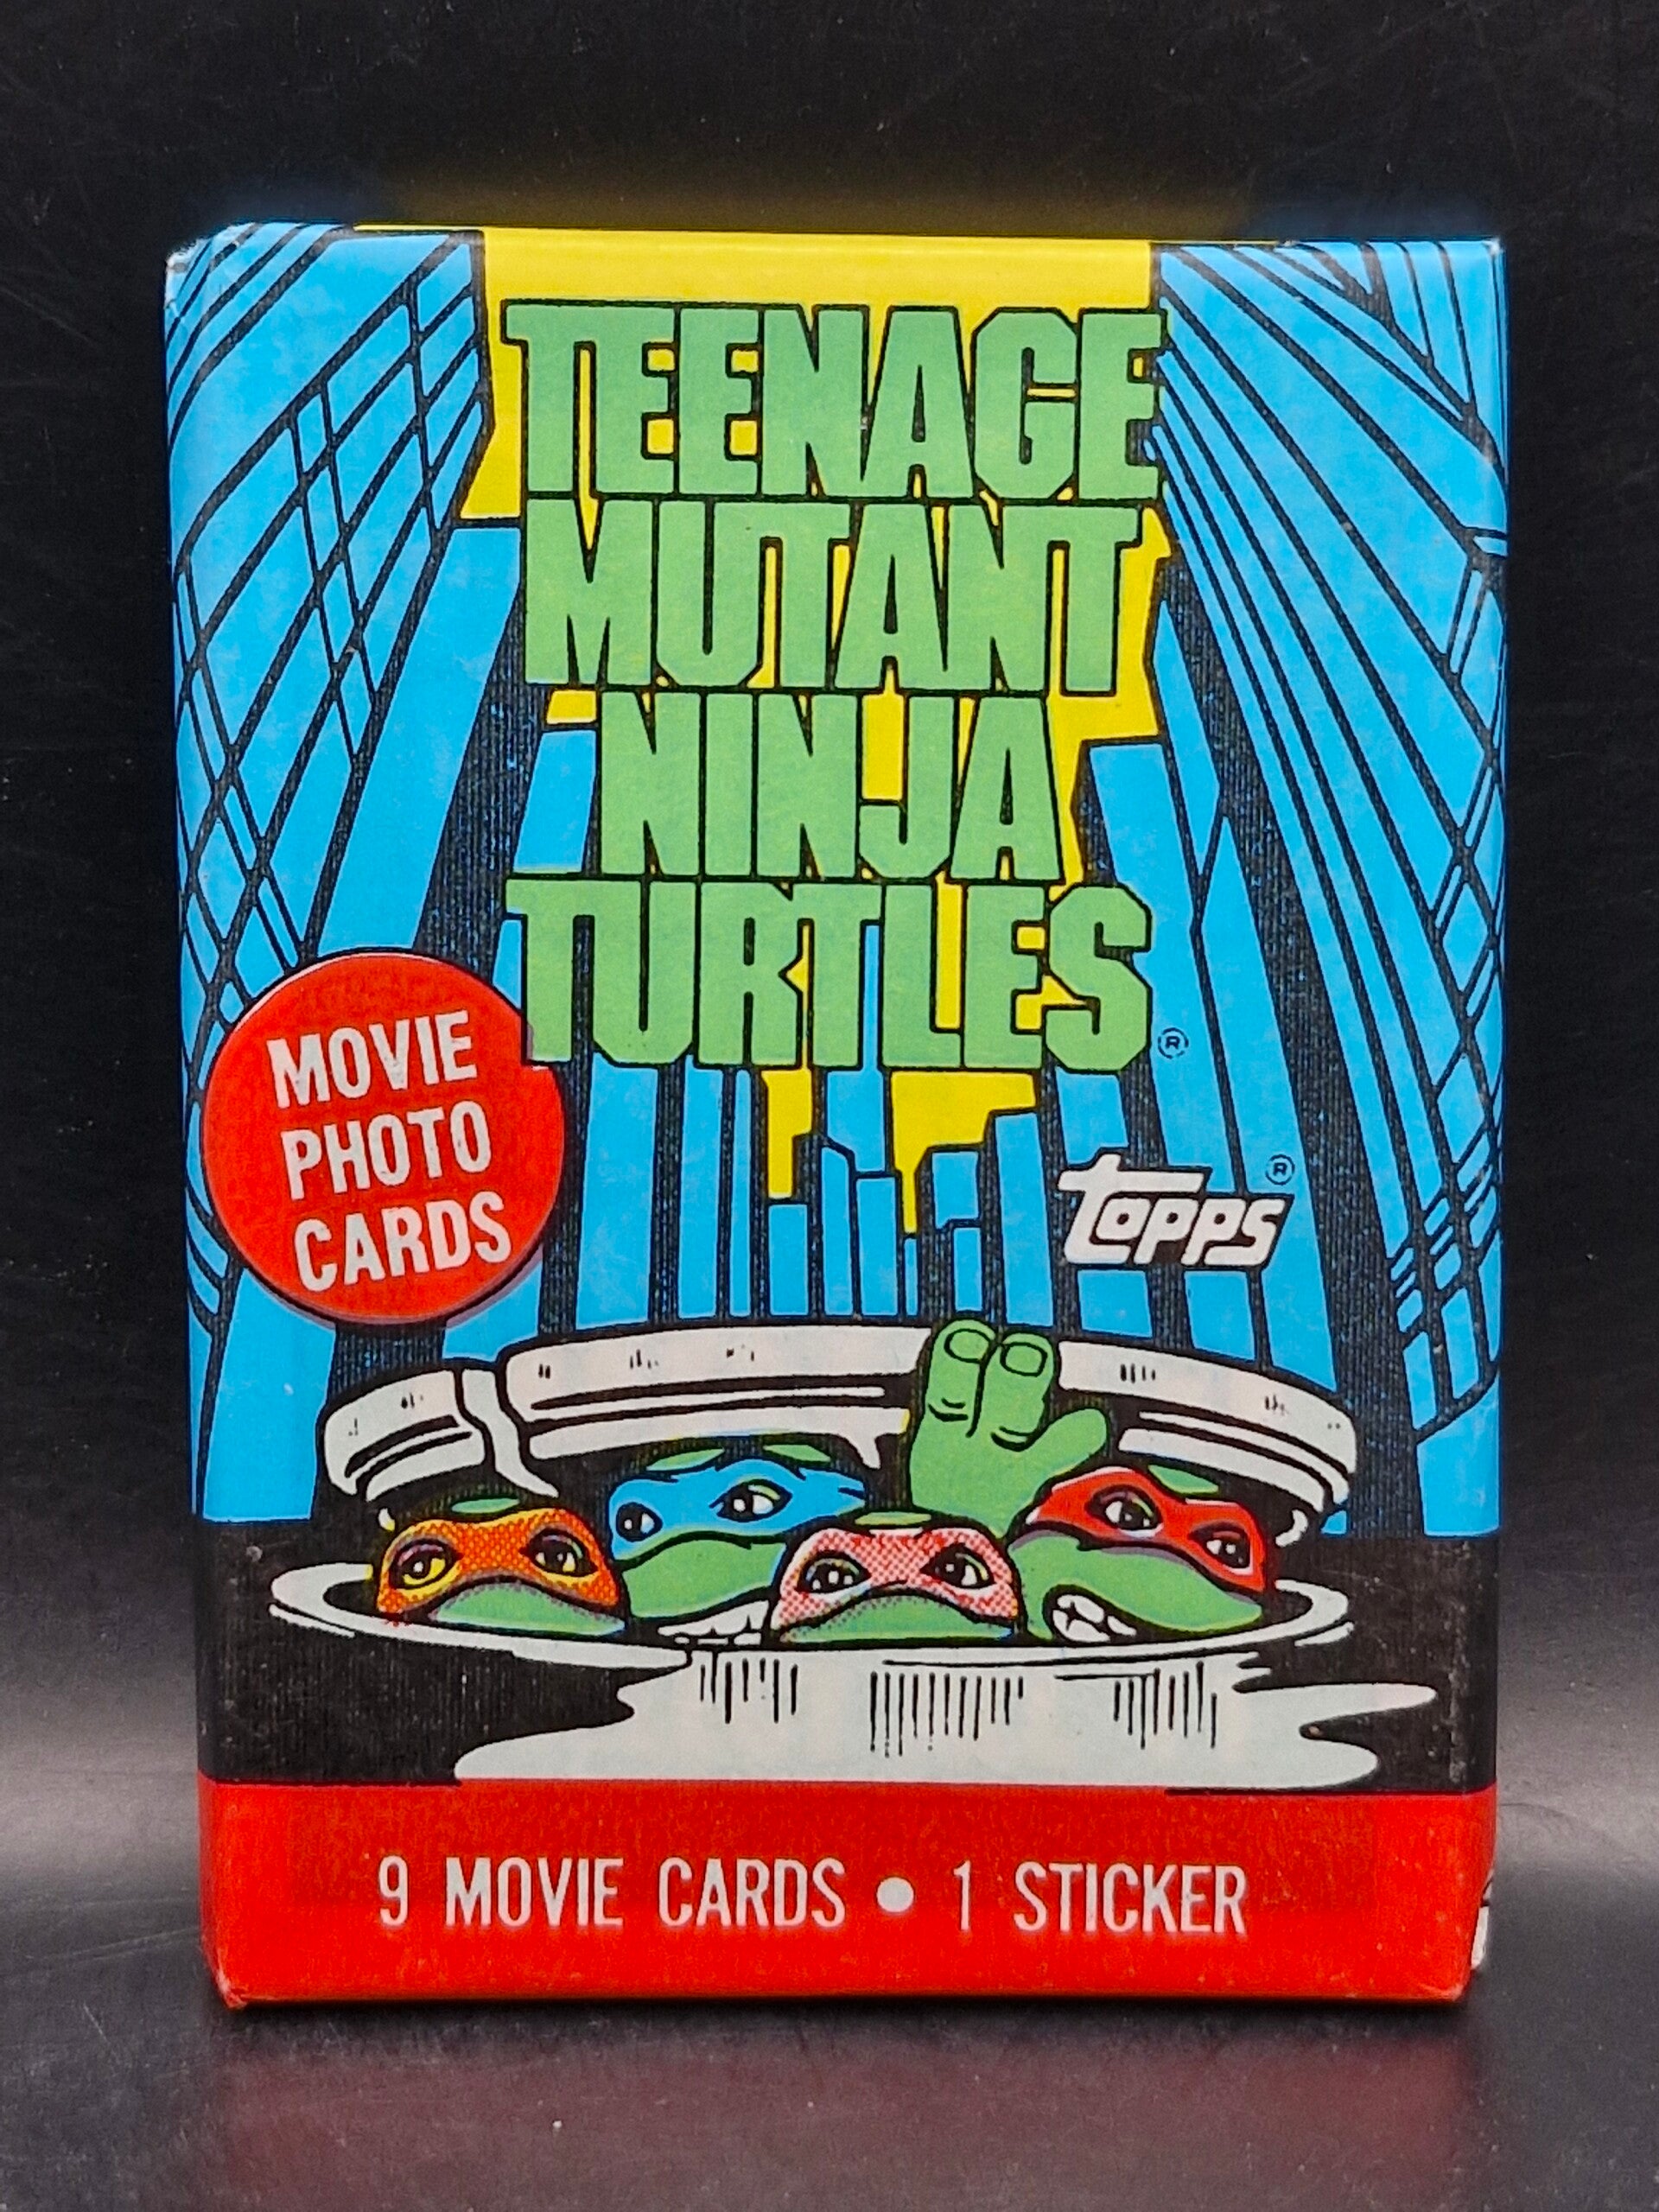 TEENAGE
MUTANT
NINJA
TURTLES®
MOVIE
PHOTO
CARDS
TOPPS®
9 MOVIE CARDS • 1 STICKER